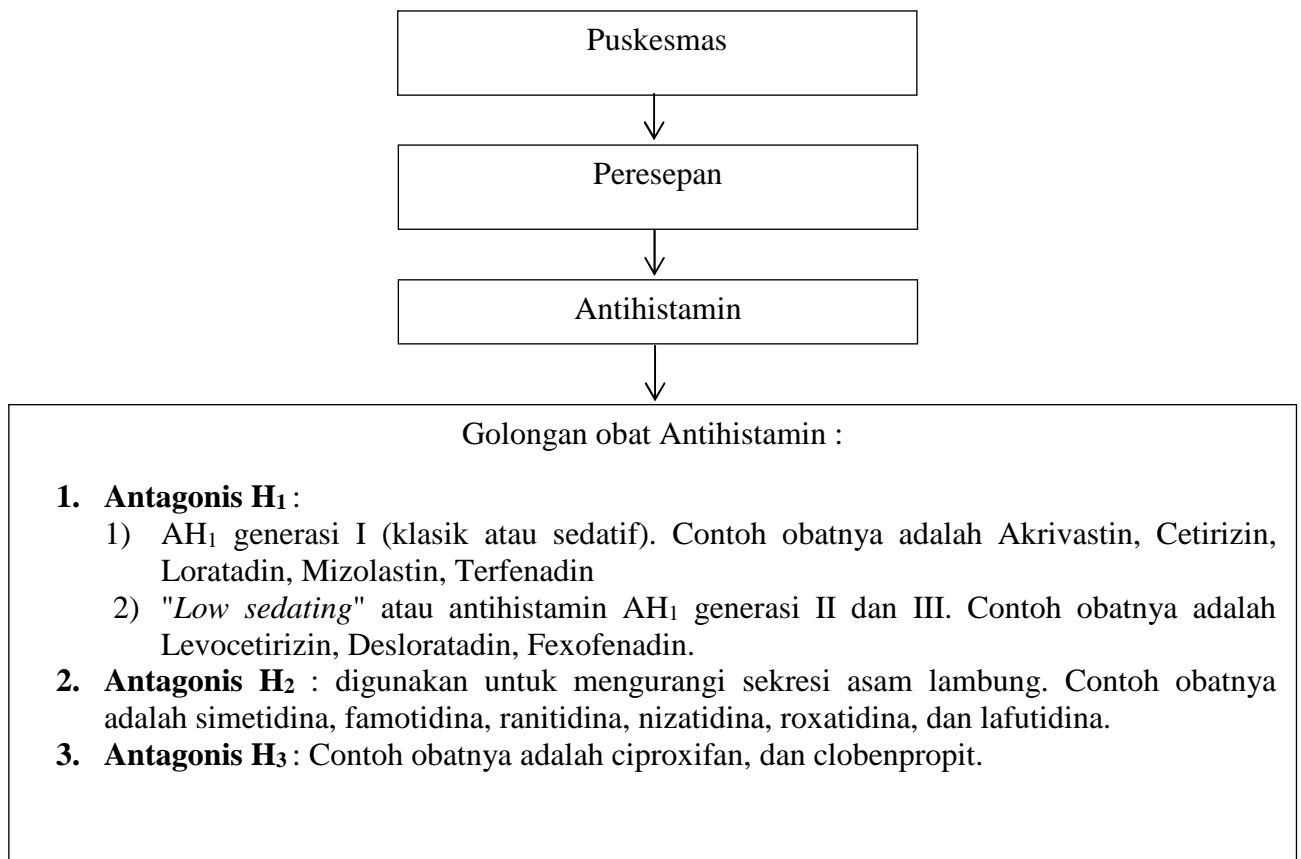 Puskesmas
Peresepan
Antihistamin
Golongan obat Antihistamin :
1. Antagonis H₁ :
1) AH₁ generasi I (klasik atau sedatif). Contoh obatnya adalah Akrivastin, Cetirizin,
Loratadin, Mizolastin, Terfenadin
2) "Low sedating" atau antihistamin AH₁ generasi II dan III. Contoh obatnya adalah
Levocetirizin, Desloratadin, Fexofenadin.
2. Antagonis H₂ : digunakan untuk mengurangi sekresi asam lambung. Contoh obatnya
adalah simetidina, famotidina, ranitidina, nizatidina, roxatidina, dan lafutidina.
3. Antagonis H₃ : Contoh obatnya adalah ciproxifan, dan clobenpropit.